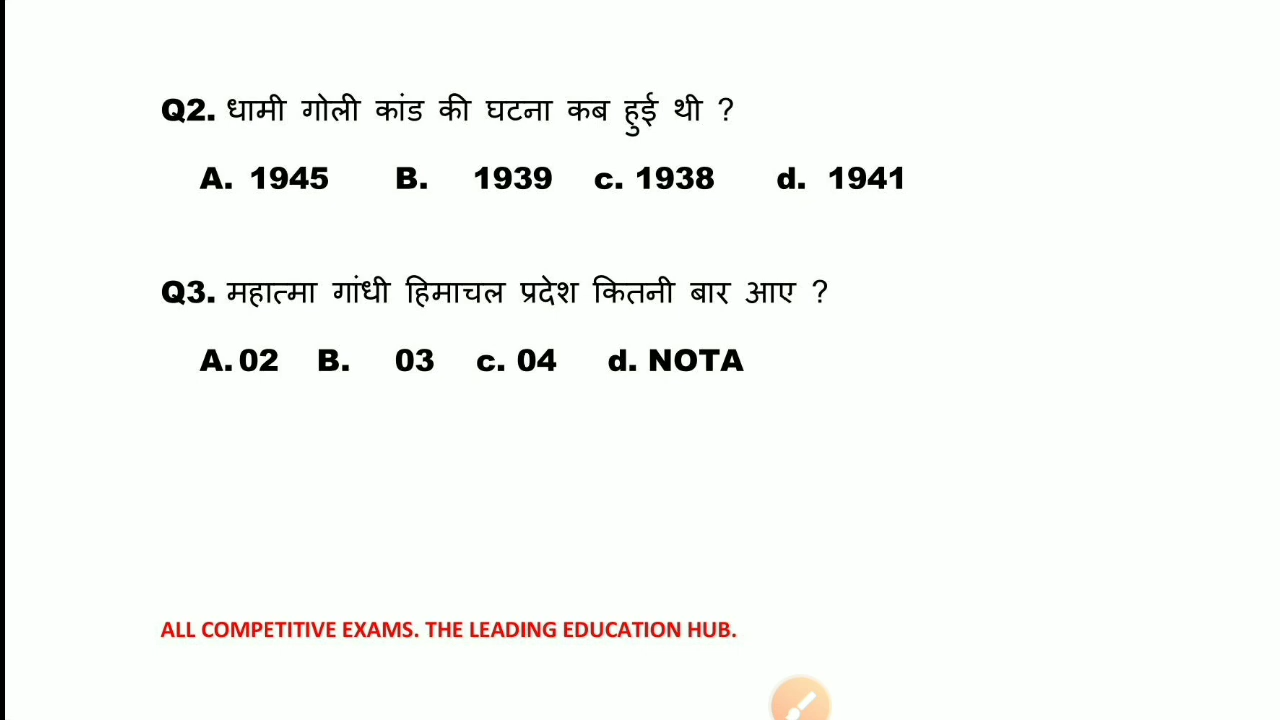 Q2. धामी गोली कांड की घटना कब हुई थी ?
A. 1945 B. 1939 c. 1938 d. 1941
Q3. महात्मा गांधी हिमाचल प्रदेश कितनी बार आए ?
A. 02 B. 03 c. 04 d. NOTA
ALL COMPETITIVE EXAMS. THE LEADING EDUCATION HUB.